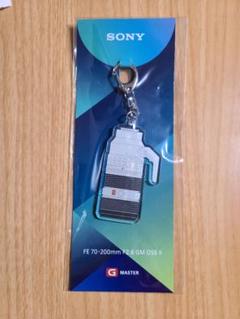 SONY
FE 70-200mm F2.8 GM OSS II
G MASTER